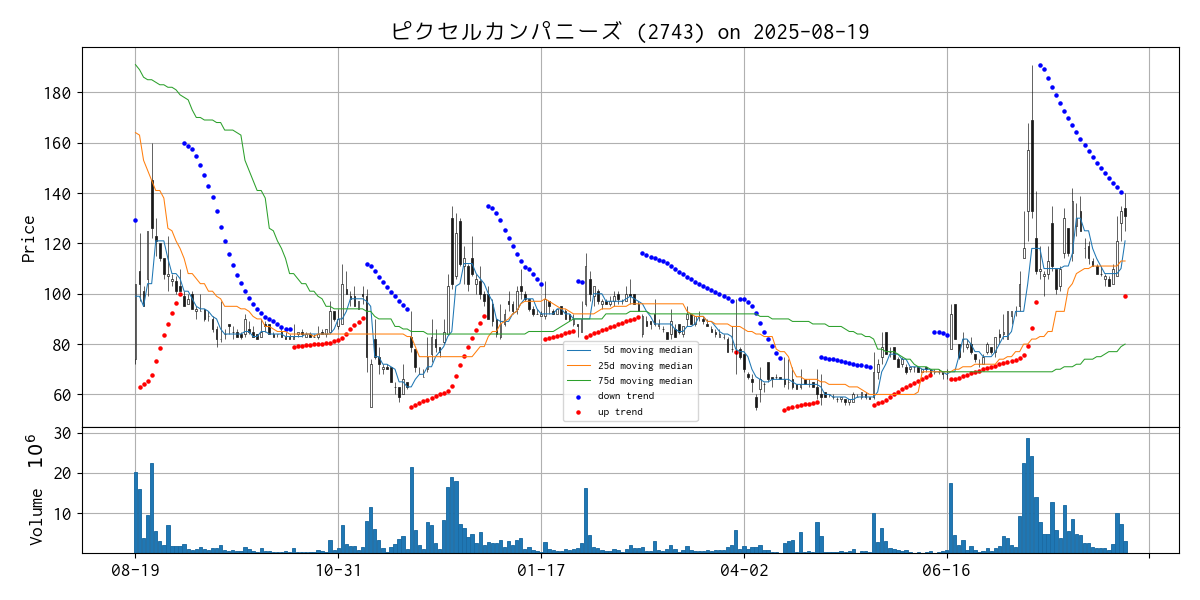 ピクセルカンパニーズ (2743) on 2025-08-19
Price
180
160
140
120
100
80
60
5d moving median
25d moving median
75d moving median
down trend
up trend
Volume 10⁶
30
20
10
08-19 10-31 01-17 04-02 06-16